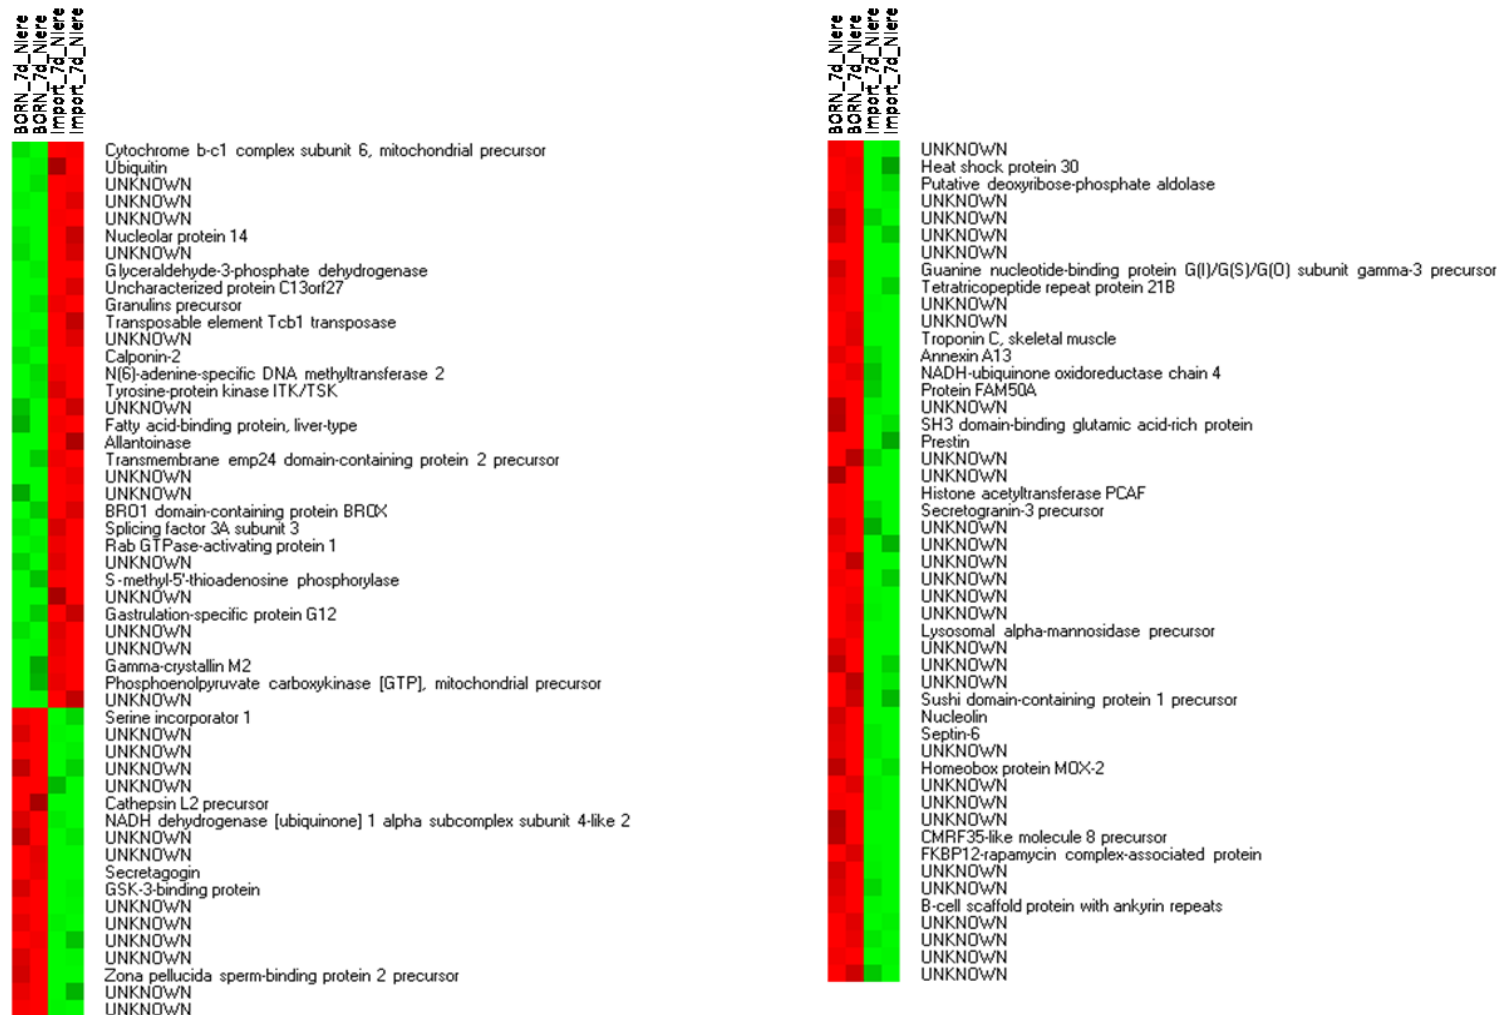 BORN_7d_Niere
BORN_7d_Niere
Import_7d_Niere
Import_7d_Niere
Cytochrome b-c1 complex subunit 6, mitochondrial precursor
Ubiquitin
UNKNOWN
UNKNOWN
UNKNOWN
Nucleolar protein 14
UNKNOWN
Glyceraldehyde-3-phosphate dehydrogenase
Uncharacterized protein C13orf27
Granulins precursor
Transposable element Tcb1 transposase
UNKNOWN
Calponin-2
N(6)-adenine-specific DNA methyltransferase 2
Tyrosine-protein kinase ITK/TSK
UNKNOWN
Fatty acid-binding protein, liver-type
Allantoinase
Transmembrane emp24 domain-containing protein 2 precursor
UNKNOWN
UNKNOWN
BRO1 domain-containing protein BROX
Splicing factor 3A subunit 3
Rab GTPase-activating protein 1
UNKNOWN
S-methyl-5'-thioadenosine phosphorylase
UNKNOWN
Gastrulation-specific protein G12
UNKNOWN
UNKNOWN
Gamma-crystallin M2
Phosphoenolpyruvate carboxykinase [GTP], mitochondrial precursor
UNKNOWN
Serine incorporator 1
UNKNOWN
UNKNOWN
UNKNOWN
UNKNOWN
Cathepsin L2 precursor
NADH dehydrogenase [ubiquinone] 1 alpha subcomplex subunit 4-like 2
UNKNOWN
UNKNOWN
Secretagogin
GSK-3-binding protein
UNKNOWN
UNKNOWN
UNKNOWN
UNKNOWN
Zona pellucida sperm-binding protein 2 precursor
UNKNOWN
UNKNOWN
BORN_7d_Niere
BORN_7d_Niere
Import_7d_Niere
Import_7d_Niere
UNKNOWN
Heat shock protein 30
Putative deoxyribose-phosphate aldolase
UNKNOWN
UNKNOWN
UNKNOWN
UNKNOWN
Guanine nucleotide-binding protein G(I)/G(S)/G(O) subunit gamma-3 precursor
Tetratricopeptide repeat protein 21B
UNKNOWN
UNKNOWN
Troponin C, skeletal muscle
Annexin A13
NADH-ubiquinone oxidoreductase chain 4
Protein FAM50A
UNKNOWN
SH3 domain-binding glutamic acid-rich protein
Prestin
UNKNOWN
UNKNOWN
Histone acetyltransferase PCAF
Secretogranin-3 precursor
UNKNOWN
UNKNOWN
UNKNOWN
UNKNOWN
UNKNOWN
UNKNOWN
Lysosomal alpha-mannosidase precursor
UNKNOWN
UNKNOWN
UNKNOWN
Sushi domain-containing protein 1 precursor
Nucleolin
Septin-6
UNKNOWN
Homeobox protein MOX-2
UNKNOWN
UNKNOWN
UNKNOWN
CMRF35-like molecule 8 precursor
FKBP12-rapamycin complex-associated protein
UNKNOWN
UNKNOWN
B-cell scaffold protein with ankyrin repeats
UNKNOWN
UNKNOWN
UNKNOWN
UNKNOWN